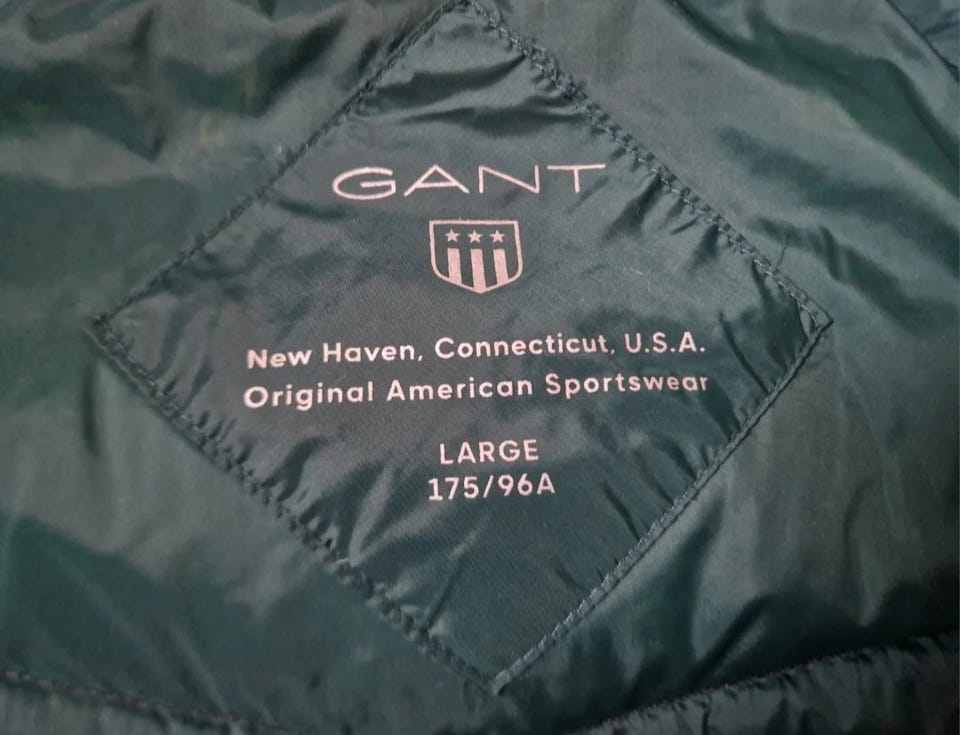 GANT
New Haven, Connecticut, U.S.A.
Original American Sportswear
LARGE
175/96A